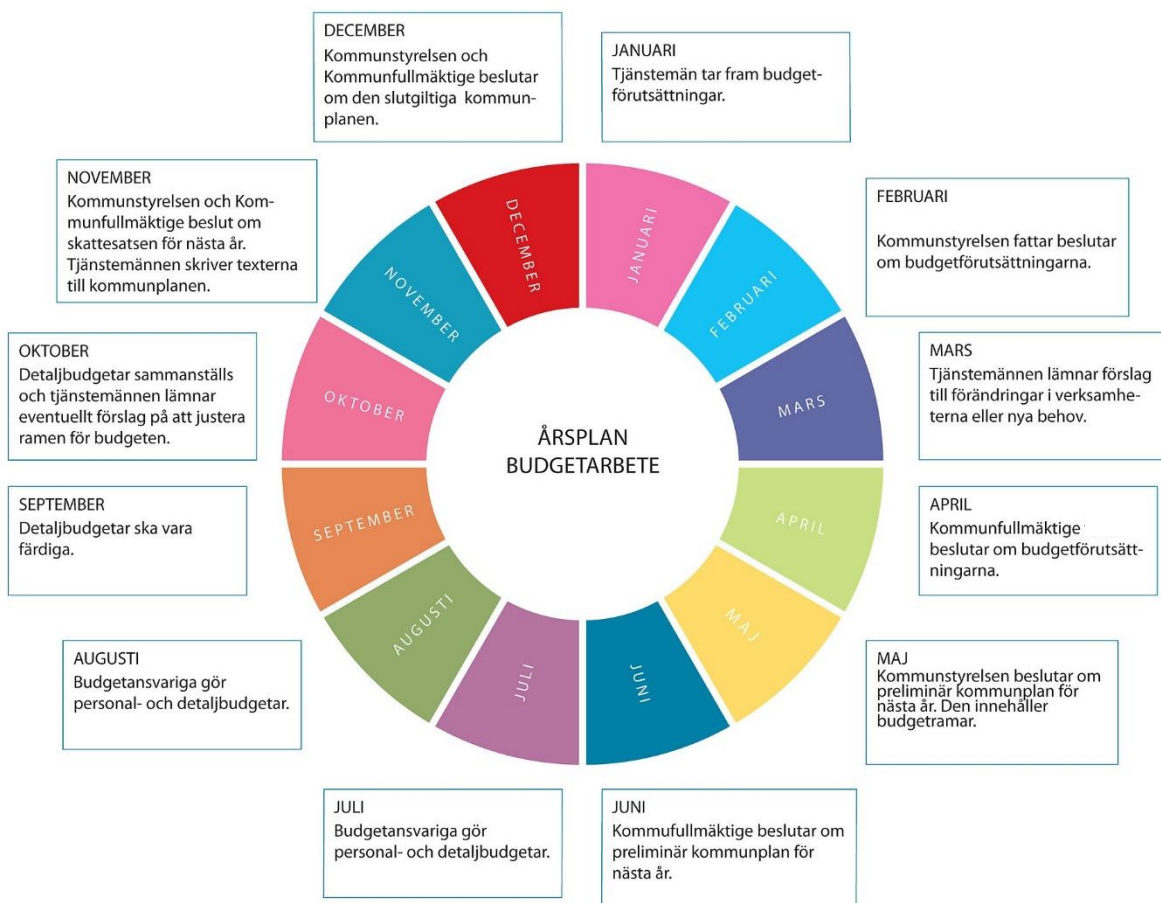 DECEMBER
Kommunstyrelsen och
Kommunfullmäktige beslutar
om den slutgiltiga kommun-
planen.
JANUARI
Tjänstemän tar fram budget-
förutsättningar.
NOVEMBER
Kommunstyrelsen och Kom-
munfullmäktige beslut om
skattesatsen för nästa år.
Tjänstemännen skriver texterna
till kommunplanen.
FEBRUARI
Kommunstyrelsen fattar beslutar
om budgetförutsättningarna.
OKTOBER
Detaljbudgetar sammanställs
och tjänstemännen lämnar
eventuellt förslag på att justera
ramen för budgeten.
MARS
Tjänstemännen lämnar förslag
till förändringar i verksamhe-
terna eller nya behov.
SEPTEMBER
Detaljbudgetar ska vara
färdiga.
APRIL
Kommunfullmäktige
beslutar om budgetförutsätt-
ningarna.
AUGUSTI
Budgetansvariga gör
personal- och detaljbudgetar.
MAJ
Kommunstyrelsen beslutar om
preliminär kommunplan för
nästa år. Den innehåller
budgetramar.
JULI
Budgetansvariga gör
personal- och detaljbudgetar.
JUNI
Kommufullmäktige beslutar om
preliminär kommunplan för
nästa år.
ÅRSPLAN
BUDGETARBETE
JANUARI
FEBRUARI
MARS
APRIL
MAJ
JUNI
JULI
AUGUSTI
SEPTEMBER
OKTOBER
NOVEMBER
DECEMBER